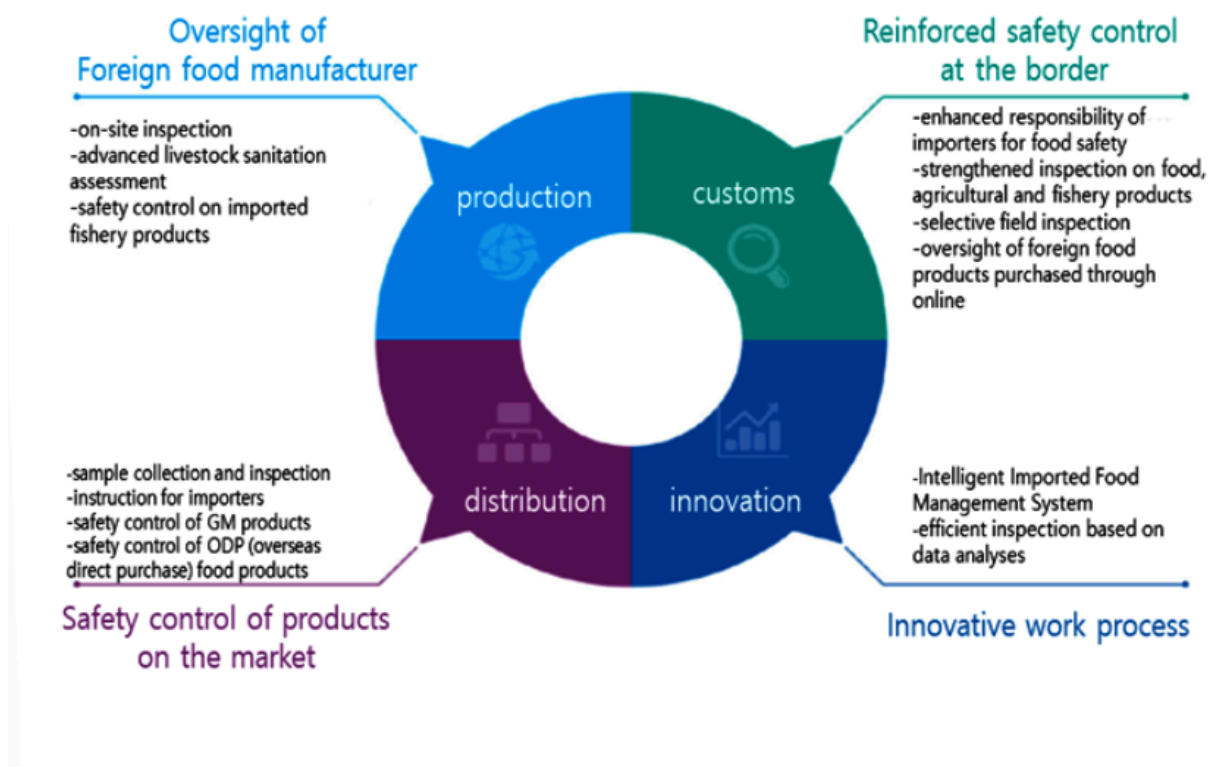 Oversight of
Foreign food manufacturer
-on-site inspection
-advanced livestock sanitation
assessment
-safety control on imported
fishery products
Reinforced safety control
at the border
-enhanced responsibility of
importers for food safety
-strengthened inspection on food,
agricultural and fishery products
-selective field inspection
-oversight of foreign food
products purchased through
online
production
customs
distribution
innovation
-sample collection and inspection
-instruction for importers
-safety control of GM products
-safety control of ODP (overseas
direct purchase) food products
Safety control of products
on the market
-Intelligent Imported Food
Management System
-efficient inspection based on
data analyses
Innovative work process